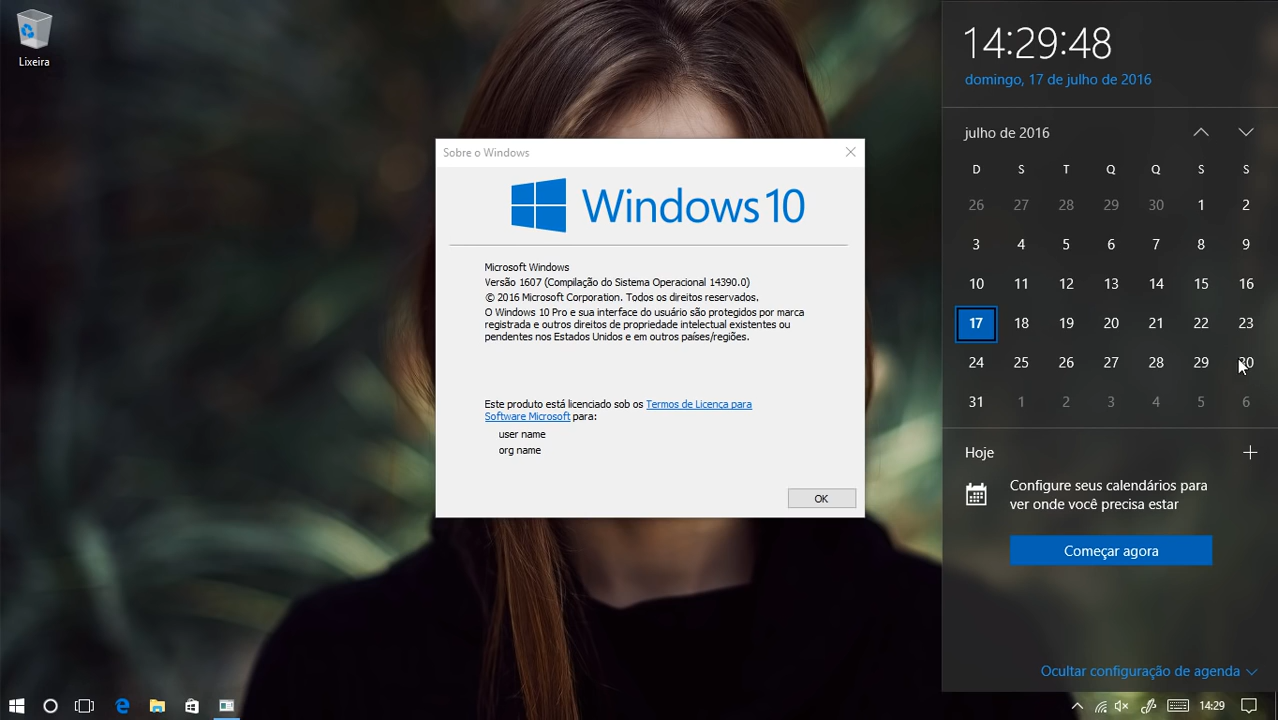 Lixeira
Sobre o Windows
Windows 10
Microsoft Windows
Versão 1607 (Compilação do Sistema Operacional 14390.0)
© 2016 Microsoft Corporation. Todos os direitos reservados.
O Windows 10 Pro e sua interface do usuário são protegidos por marca
registrada e outros direitos de propriedade intelectual existentes ou
pendentes nos Estados Unidos e em outros países/regiões.
Este produto está licenciado sob os Termos de Licença para
Software Microsoft para:
user name
org name
OK
14:29:48
domingo, 17 de julho de 2016
julho de 2016
D S T Q Q S S
26 27 28 29 30 1 2
3 4 5 6 7 8 9
10 11 12 13 14 15 16
17 18 19 20 21 22 23
24 25 26 27 28 29 30
31 1 2 3 4 5 6
Hoje
Configure seus calendários para
ver onde você precisa estar
Começar agora
Ocultar configuração de agenda
14:29